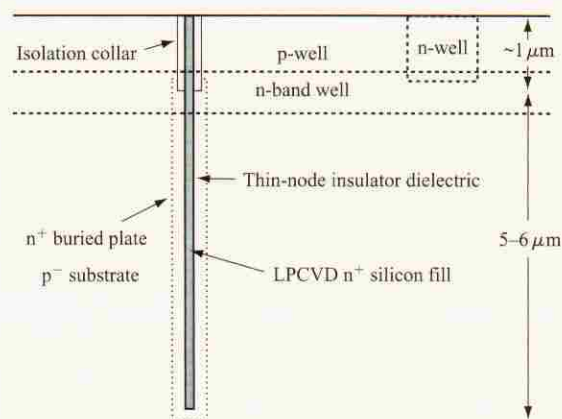 Isolation collar
p-well
n-well
~1 μm
n-band well
Thin-node insulator dielectric
n+ buried plate
p− substrate
5–6 μm
LPCVD n+ silicon fill